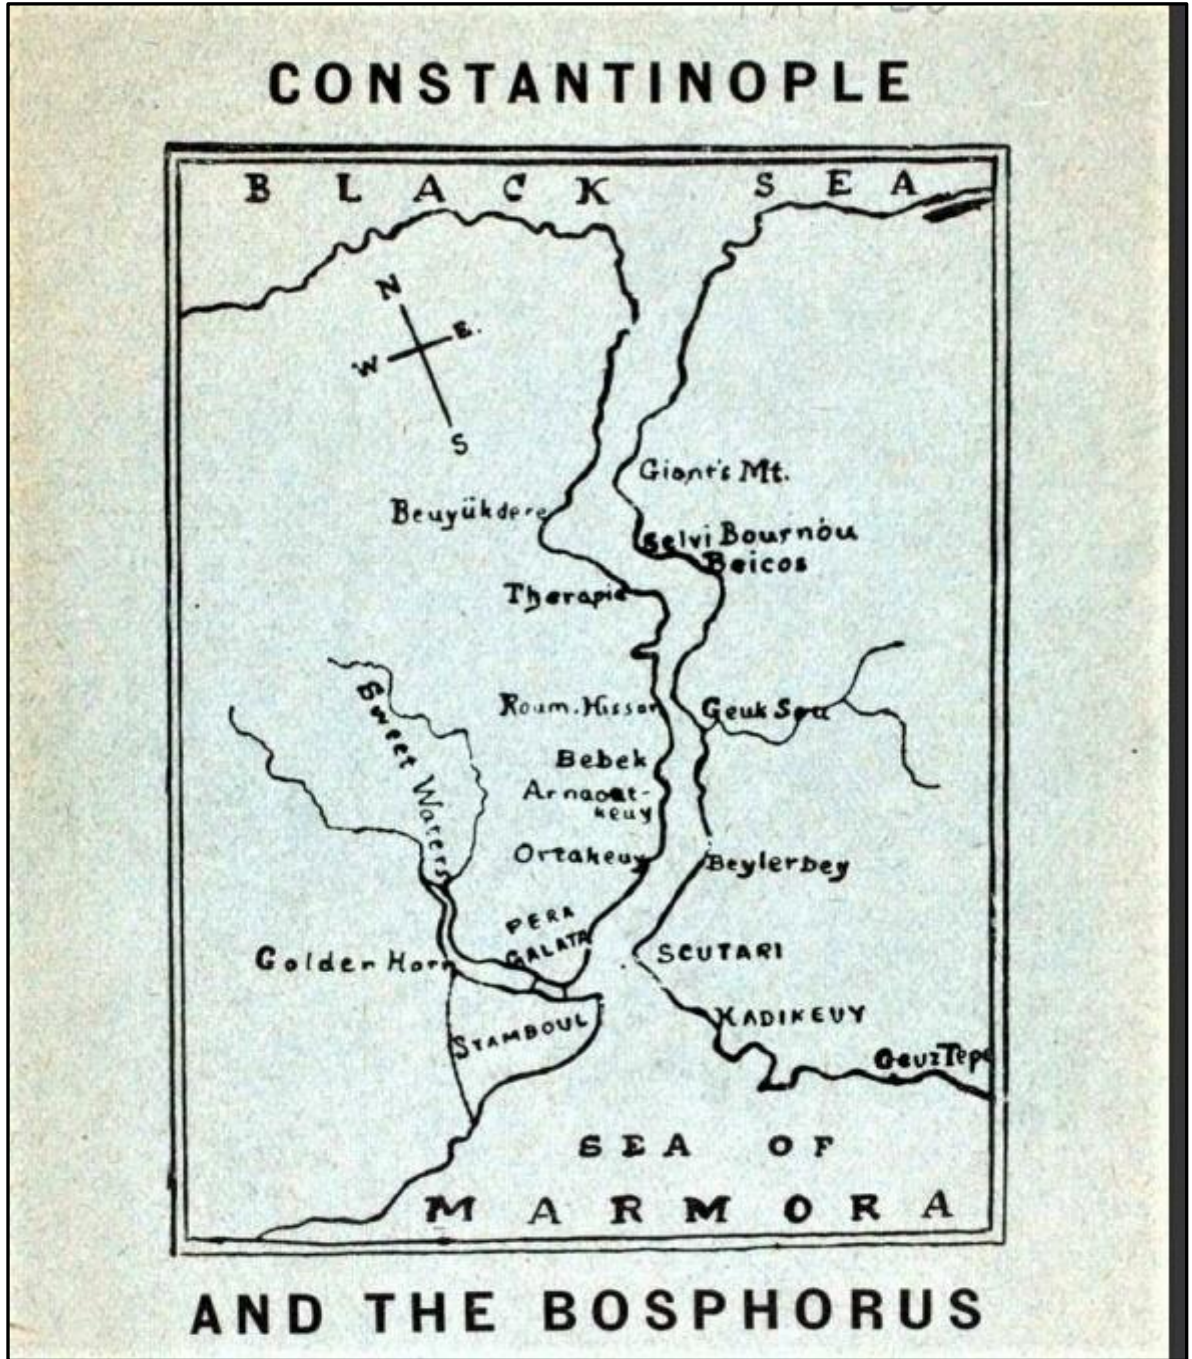 CONSTANTINOPLE
BLACK SEA
N
E.
W
S
Giant's Mt.
Beuyükdere
Selvi Bournou
Beicos
Therapia
Sweet Waters
Roum. Hissar
Geuk Sou
Bebek
Arnaout-
keuy
Ortakeuy
Beylerbey
PERA
GALATA
Golden Horn
SCUTARI
STAMBOUL
KADIKEUY
Geuz Tepe
SEA OF
MARMORA
AND THE BOSPHORUS